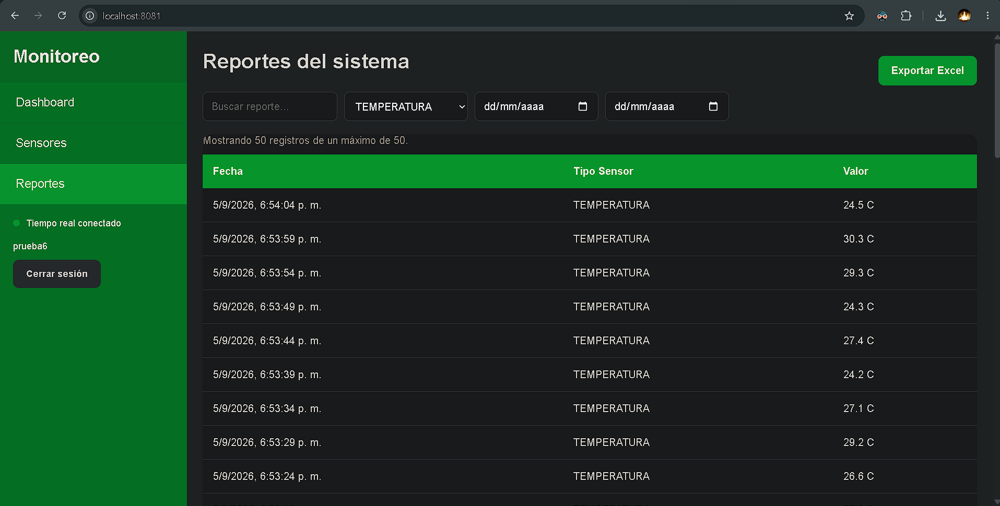 localhost:8081
Monitoreo
Dashboard
Sensores
Reportes
Tiempo real conectado
prueba6
Cerrar sesión
Reportes del sistema
Exportar Excel
Buscar reporte... TEMPERATURA dd/mm/aaaa dd/mm/aaaa
Mostrando 50 registros de un máximo de 50.
Fecha Tipo Sensor Valor
5/9/2026, 6:54:04 p. m. TEMPERATURA 24.5 C
5/9/2026, 6:53:59 p. m. TEMPERATURA 30.3 C
5/9/2026, 6:53:54 p. m. TEMPERATURA 29.3 C
5/9/2026, 6:53:49 p. m. TEMPERATURA 24.3 C
5/9/2026, 6:53:44 p. m. TEMPERATURA 27.4 C
5/9/2026, 6:53:39 p. m. TEMPERATURA 24.2 C
5/9/2026, 6:53:34 p. m. TEMPERATURA 27.1 C
5/9/2026, 6:53:29 p. m. TEMPERATURA 29.2 C
5/9/2026, 6:53:24 p. m. TEMPERATURA 26.6 C